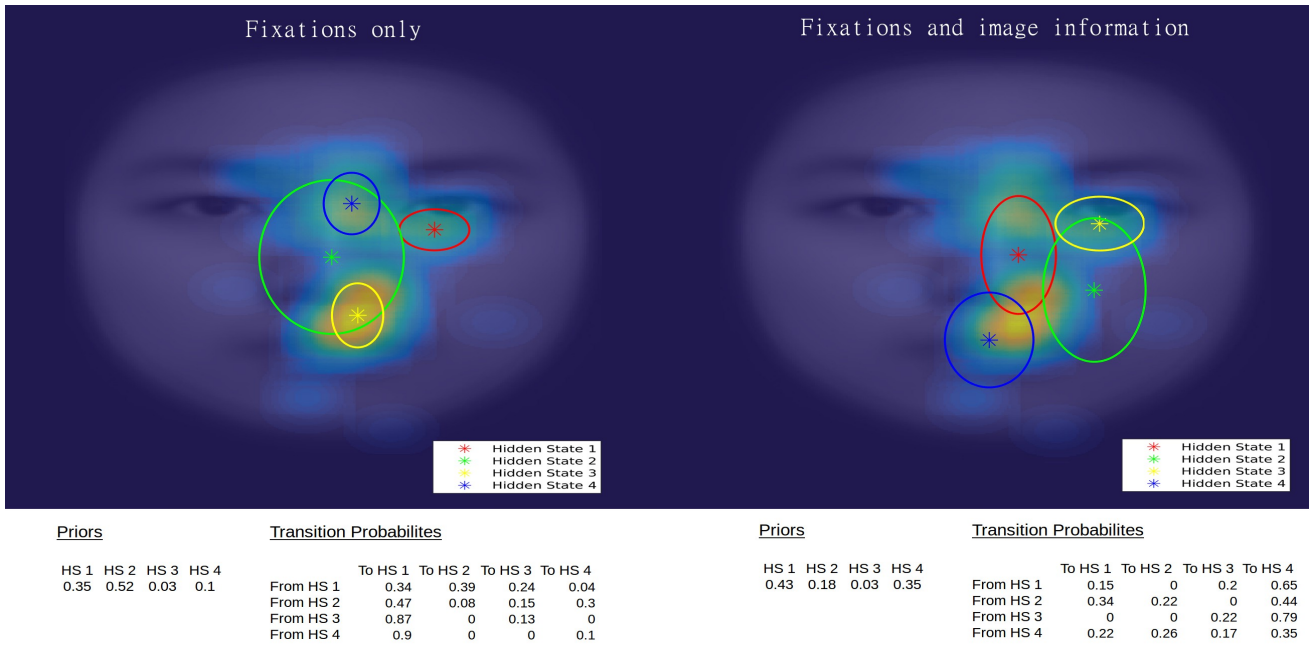 Fixations only
Hidden State 1
Hidden State 2
Hidden State 3
Hidden State 4
Priors
HS 1 HS 2 HS 3 HS 4
0.35 0.52 0.03 0.1
Transition Probabilites
To HS 1 To HS 2 To HS 3 To HS 4
From HS 1 0.34 0.39 0.24 0.04
From HS 2 0.47 0.08 0.15 0.3
From HS 3 0.87 0 0.13 0
From HS 4 0.9 0 0 0.1
Fixations and image information
Hidden State 1
Hidden State 2
Hidden State 3
Hidden State 4
Priors
HS 1 HS 2 HS 3 HS 4
0.43 0.18 0.03 0.35
Transition Probabilites
To HS 1 To HS 2 To HS 3 To HS 4
From HS 1 0.15 0 0.2 0.65
From HS 2 0.34 0.22 0 0.44
From HS 3 0 0 0.22 0.79
From HS 4 0.22 0.26 0.17 0.35